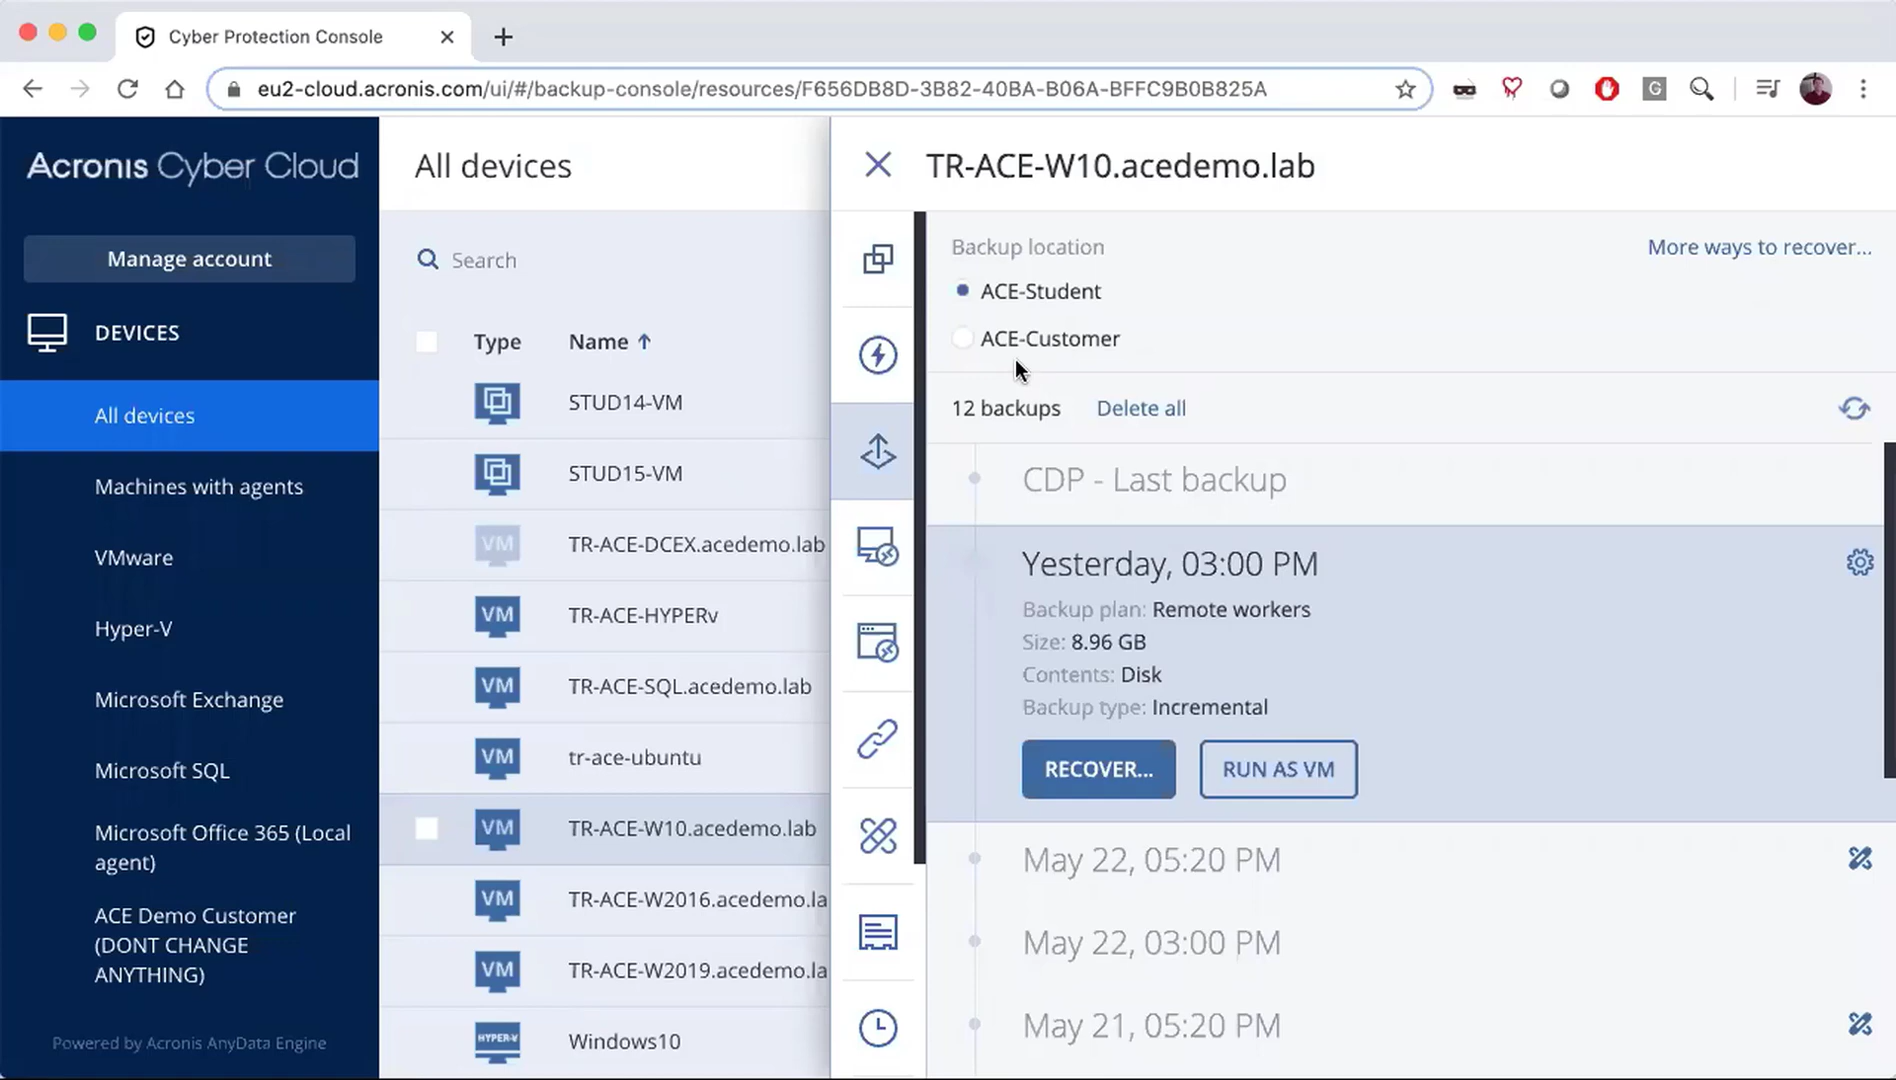 Cyber Protection Console
eu2-cloud.acronis.com/ui/#/backup-console/resources/F656DB8D-3B82-40BA-B06A-BFFC9B0B825A
G
Acronis Cyber Cloud
Manage account
DEVICES
All devices
Machines with agents
VMware
Hyper-V
Microsoft Exchange
Microsoft SQL
Microsoft Office 365 (Local
agent)
ACE Demo Customer
(DONT CHANGE
ANYTHING)
Powered by Acronis AnyData Engine
All devices
Search
Type Name
STUD14-VM
STUD15-VM
VM TR-ACE-DCEX.acedemo.lab
VM TR-ACE-HYPERv
VM TR-ACE-SQL.acedemo.lab
VM tr-ace-ubuntu
VM TR-ACE-W10.acedemo.lab
VM TR-ACE-W2016.acedemo.la
VM TR-ACE-W2019.acedemo.la
HYPER-V Windows10
TR-ACE-W10.acedemo.lab
Backup location
More ways to recover...
ACE-Student
ACE-Customer
12 backups Delete all
CDP - Last backup
Yesterday, 03:00 PM
Backup plan: Remote workers
Size: 8.96 GB
Contents: Disk
Backup type: Incremental
RECOVER... RUN AS VM
May 22, 05:20 PM
May 22, 03:00 PM
May 21, 05:20 PM